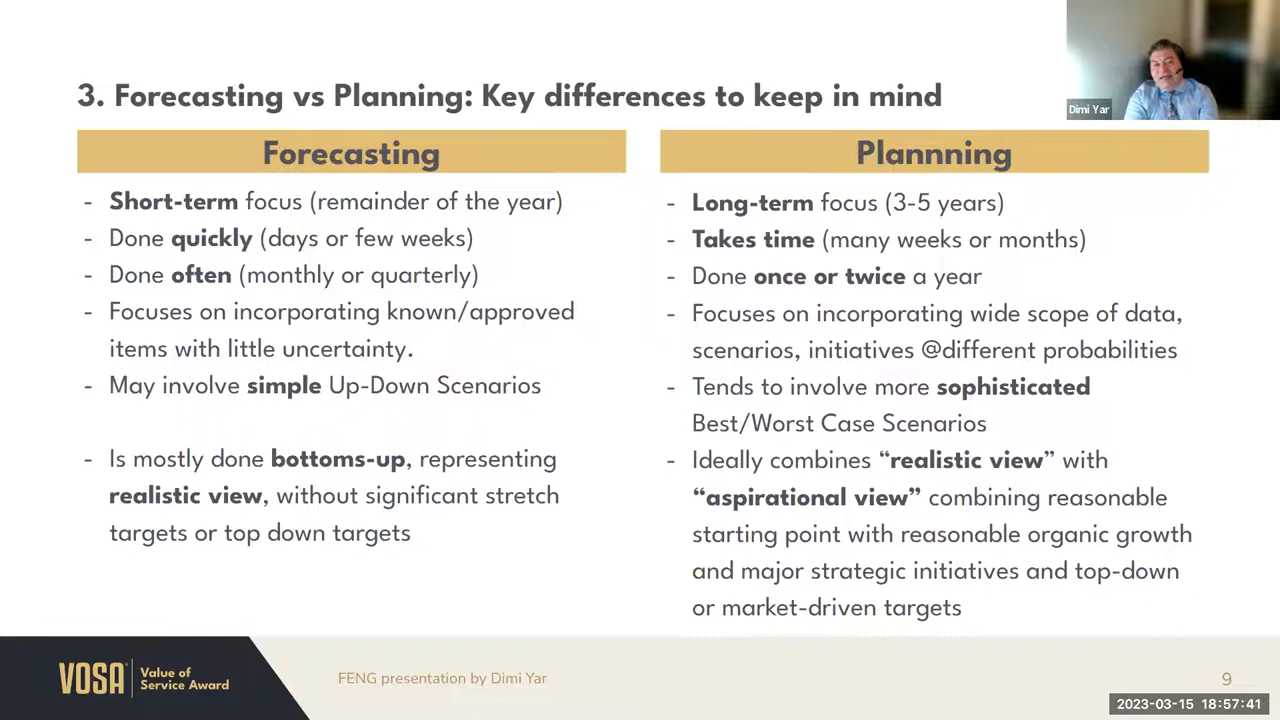 3. Forecasting vs Planning: Key differences to keep in mind
Dimi Yar
Forecasting
- Short-term focus (remainder of the year)
- Done quickly (days or few weeks)
- Done often (monthly or quarterly)
- Focuses on incorporating known/approved
items with little uncertainty.
- May involve simple Up-Down Scenarios
- Is mostly done bottoms-up, representing
realistic view, without significant stretch
targets or top down targets
Plannning
- Long-term focus (3-5 years)
- Takes time (many weeks or months)
- Done once or twice a year
- Focuses on incorporating wide scope of data,
scenarios, initiatives @different probabilities
- Tends to involve more sophisticated
Best/Worst Case Scenarios
- Ideally combines “realistic view” with
“aspirational view” combining reasonable
starting point with reasonable organic growth
and major strategic initiatives and top-down
or market-driven targets
VOSA
Value of
Service Award
FENG presentation by Dimi Yar
9
2023-03-15 18:57:41